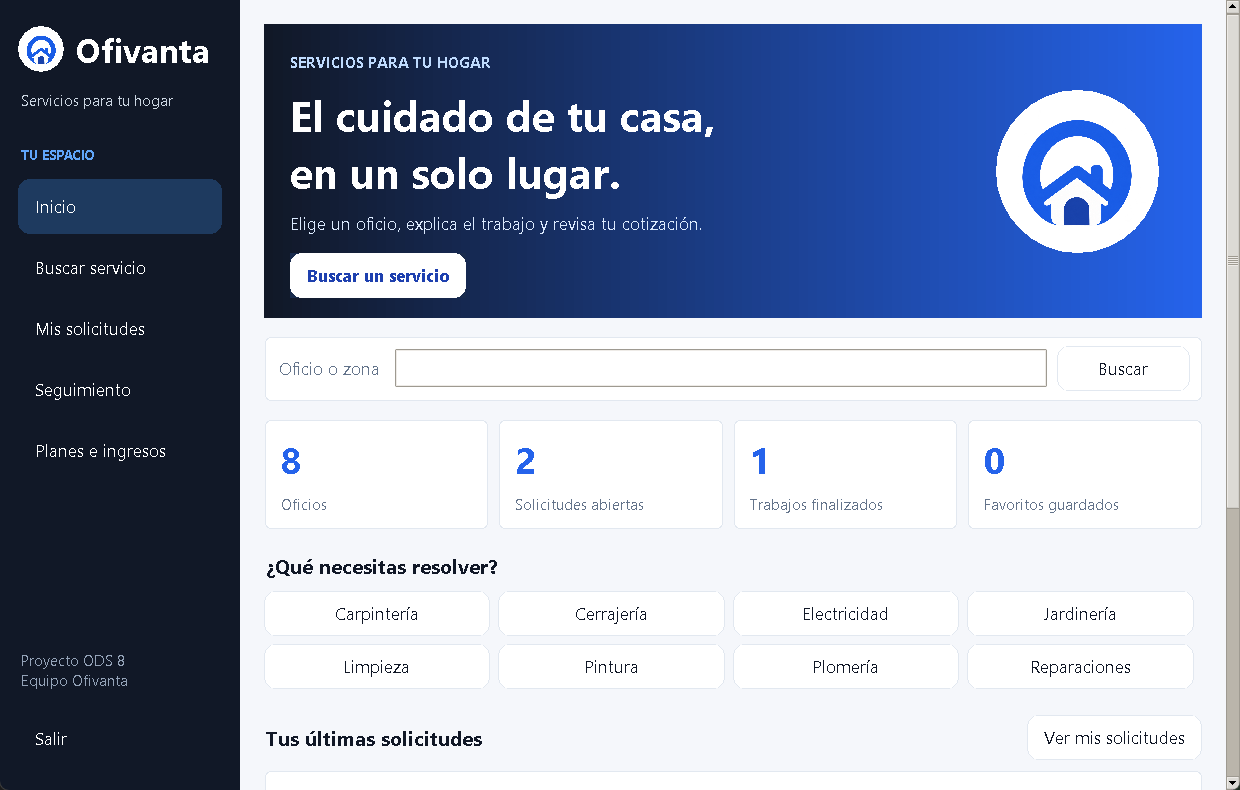 Ofivanta
Servicios para tu hogar
TU ESPACIO
Inicio
Buscar servicio
Mis solicitudes
Seguimiento
Planes e ingresos
Proyecto ODS 8
Equipo Ofivanta
Salir
SERVICIOS PARA TU HOGAR
El cuidado de tu casa,
en un solo lugar.
Elige un oficio, explica el trabajo y revisa tu cotización.
Buscar un servicio
Oficio o zona
Buscar
8
Oficios
2
Solicitudes abiertas
1
Trabajos finalizados
0
Favoritos guardados
¿Qué necesitas resolver?
Carpintería
Cerrajería
Electricidad
Jardinería
Limpieza
Pintura
Plomería
Reparaciones
Tus últimas solicitudes
Ver mis solicitudes